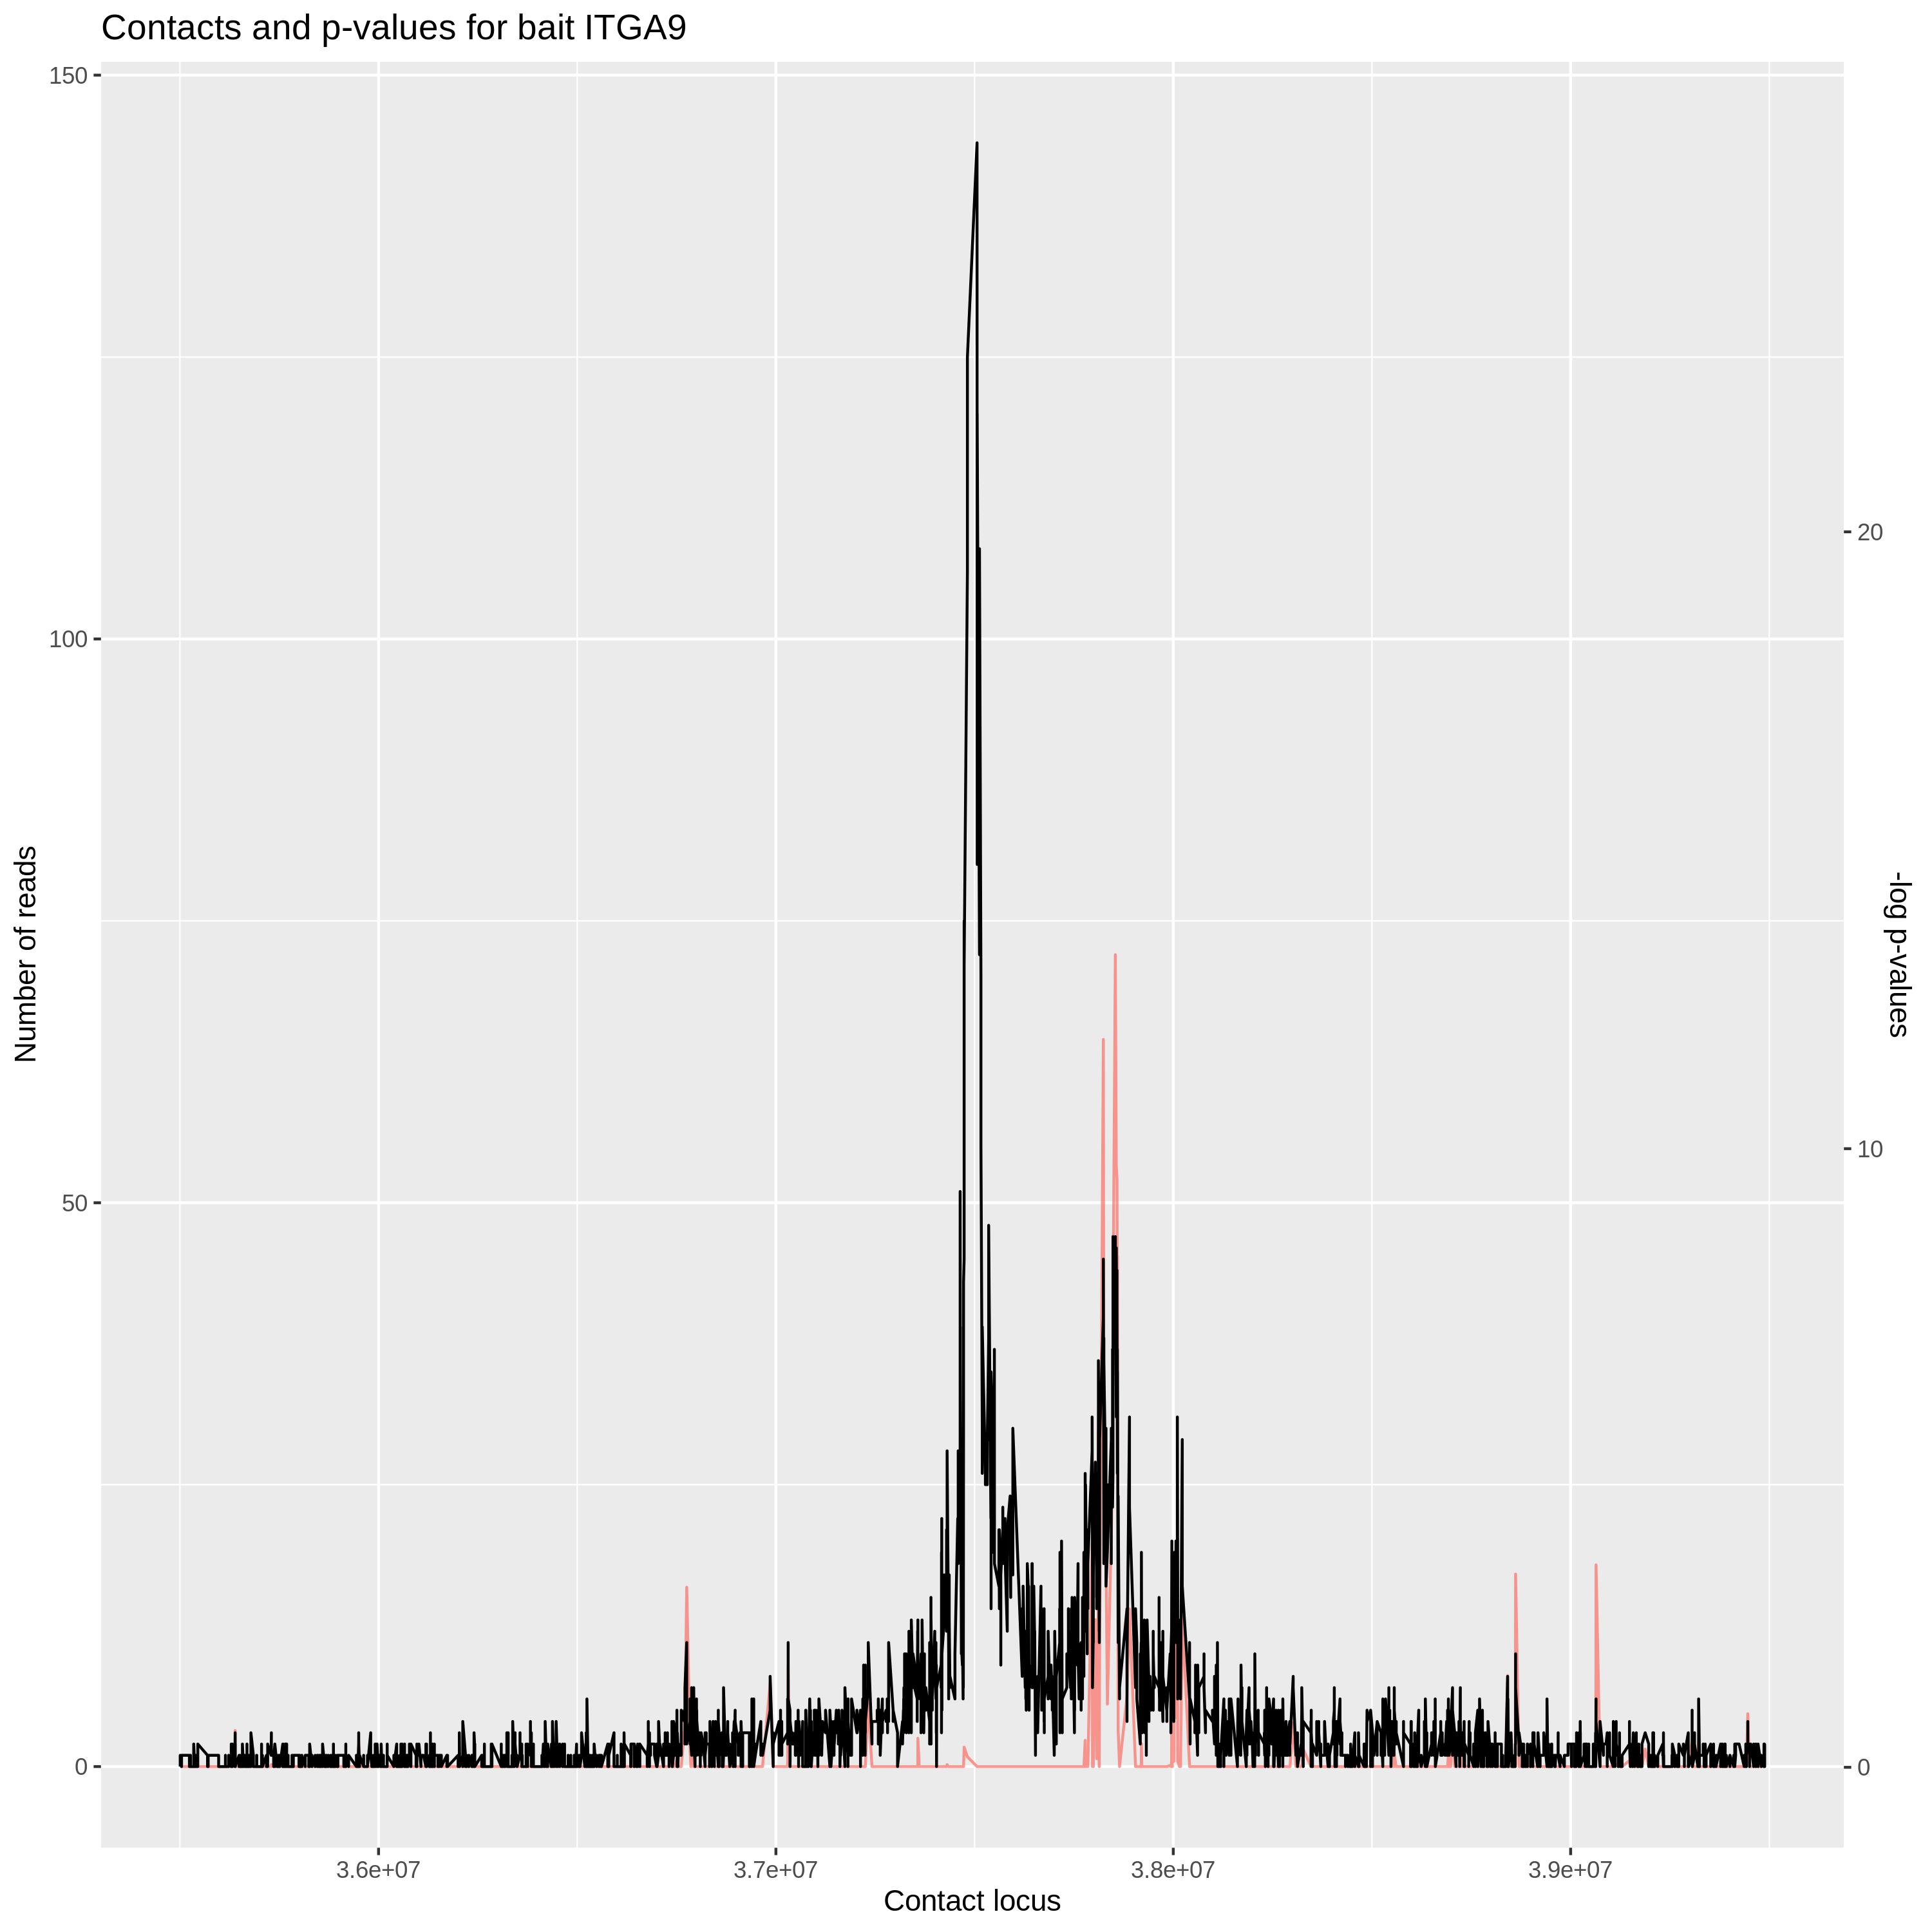 Contacts and p-values for bait ITGA9
150
100
50
0
Number of reads
20
10
0
-log p-values
3.6e+07 3.7e+07 3.8e+07 3.9e+07
Contact locus